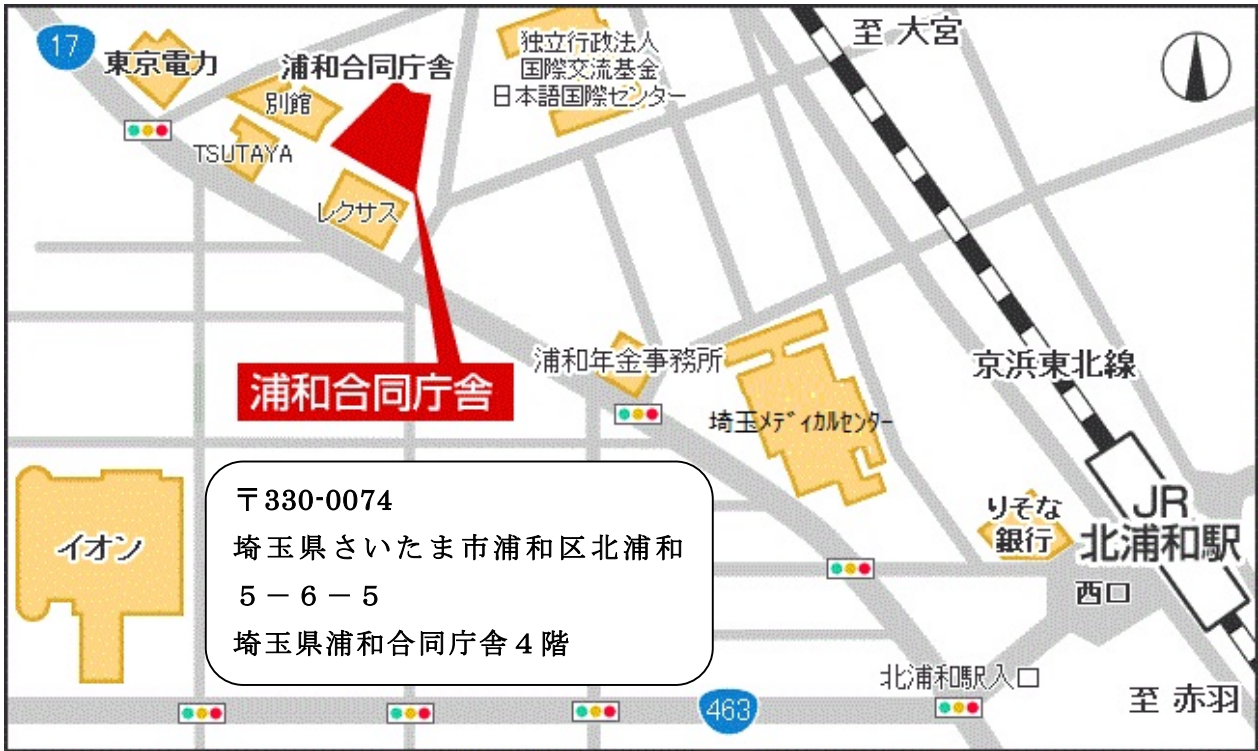 17
東京電力
浦和合同庁舎
別館
TSUTAYA
レクサス
独立行政法人
国際交流基金
日本語国際センター
至 大宮
浦和合同庁舎
浦和年金事務所
埼玉メディカルセンター
京浜東北線
イオン
〒330-0074
埼玉県さいたま市浦和区北浦和
５－６－５
埼玉県浦和合同庁舎４階
りそな
銀行
JR
北浦和駅
西口
北浦和駅入口
463
至 赤羽